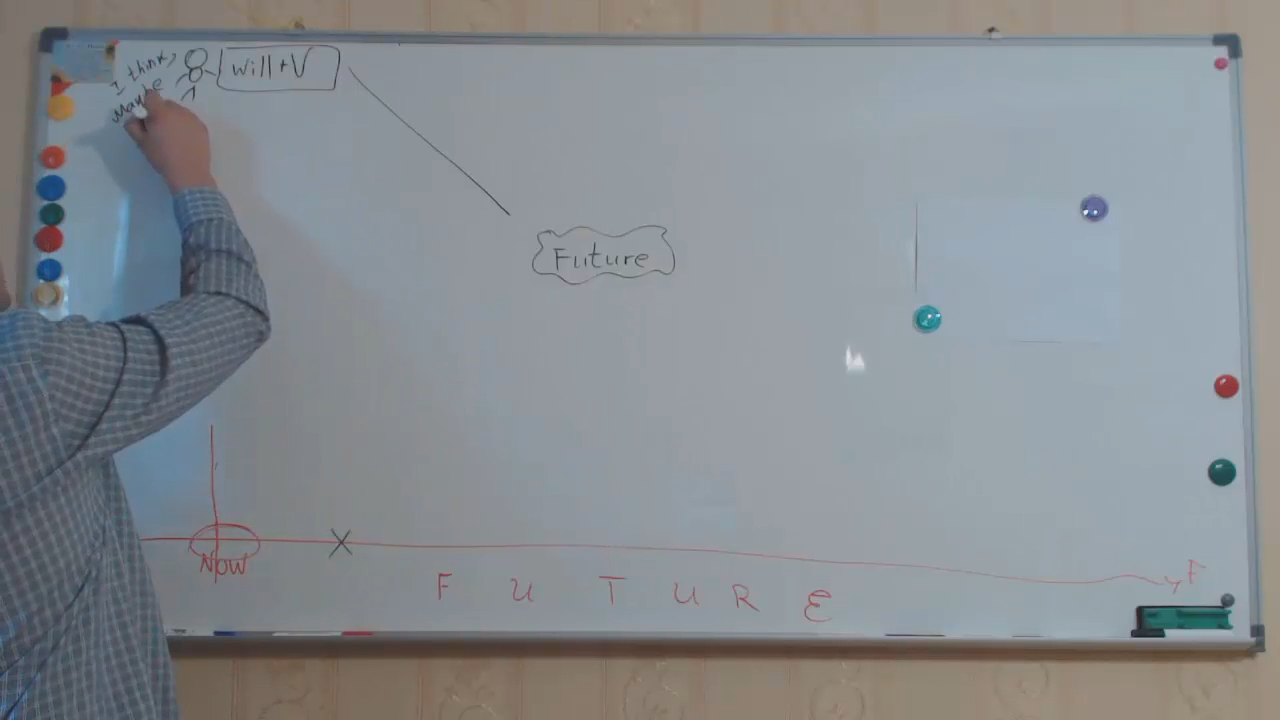 I think,
Maybe
will+V
Future
NOW
F U T U R E
F